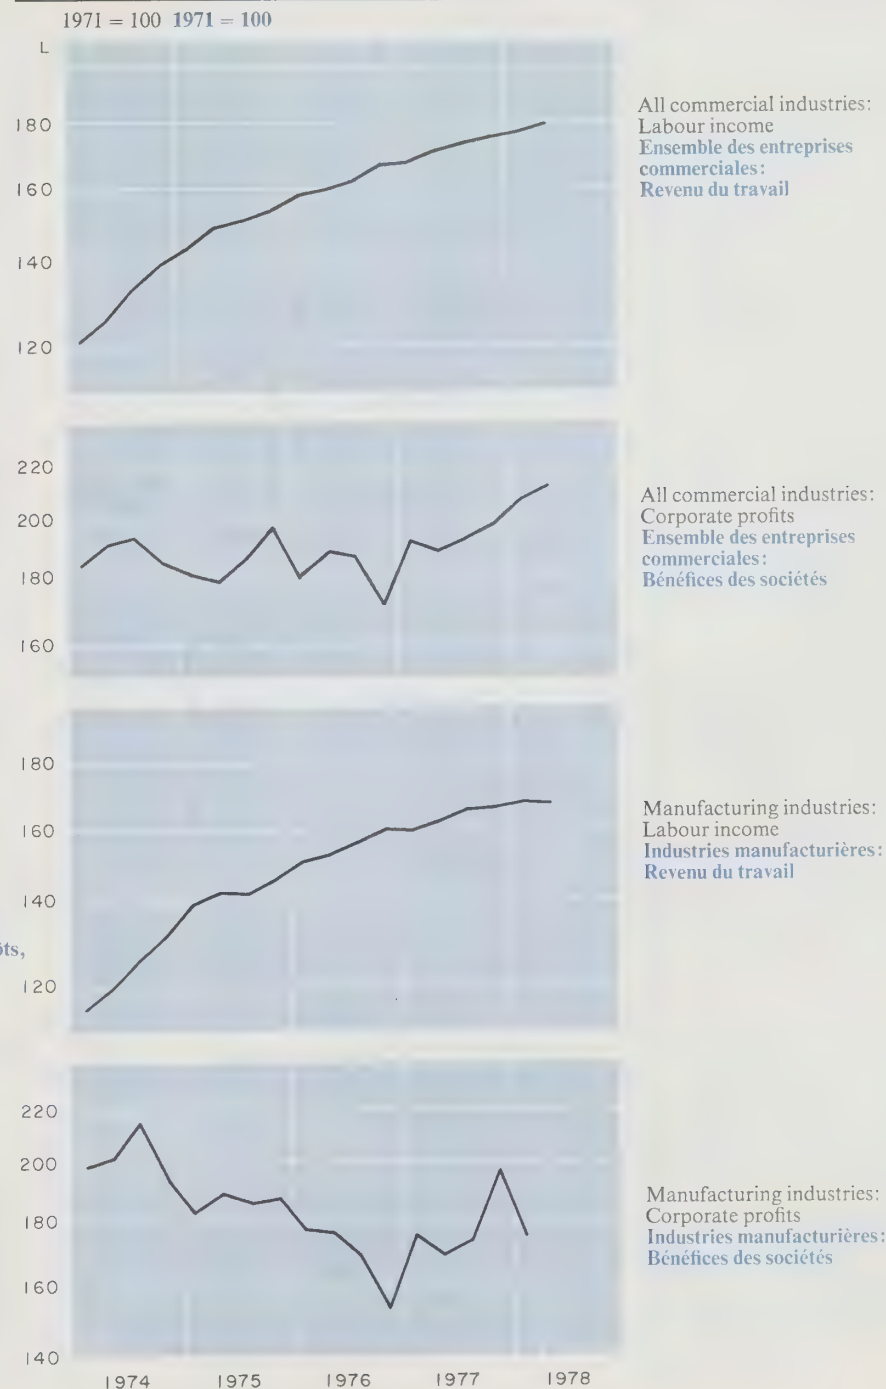 1971 = 100 1971 = 100
L
180
160
140
120
All commercial industries:
Labour income
Ensemble des entreprises
commerciales:
Revenu du travail
220
200
180
160
All commercial industries:
Corporate profits
Ensemble des entreprises
commerciales:
Bénéfices des sociétés
180
160
140
120
Manufacturing industries:
Labour income
Industries manufacturières:
Revenu du travail
220
200
180
160
140
Manufacturing industries:
Corporate profits
Industries manufacturières:
Bénéfices des sociétés
1974 1975 1976 1977 1978